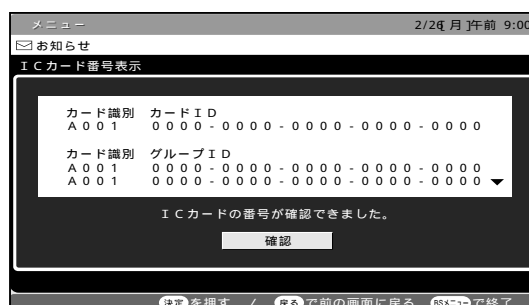 メニュー 2/26[月]午前 9:00
お知らせ
ＩＣカード番号表示
カード識別 カードＩＤ
Ａ００１ ００００-００００-００００-００００-００００
カード識別 グループＩＤ
Ａ００１ ００００-００００-００００-００００-００００
Ａ００１ ００００-００００-００００-００００-００００
ＩＣカードの番号が確認できました。
確認
決定を押す / 戻るで前の画面に戻る BSメニューで終了